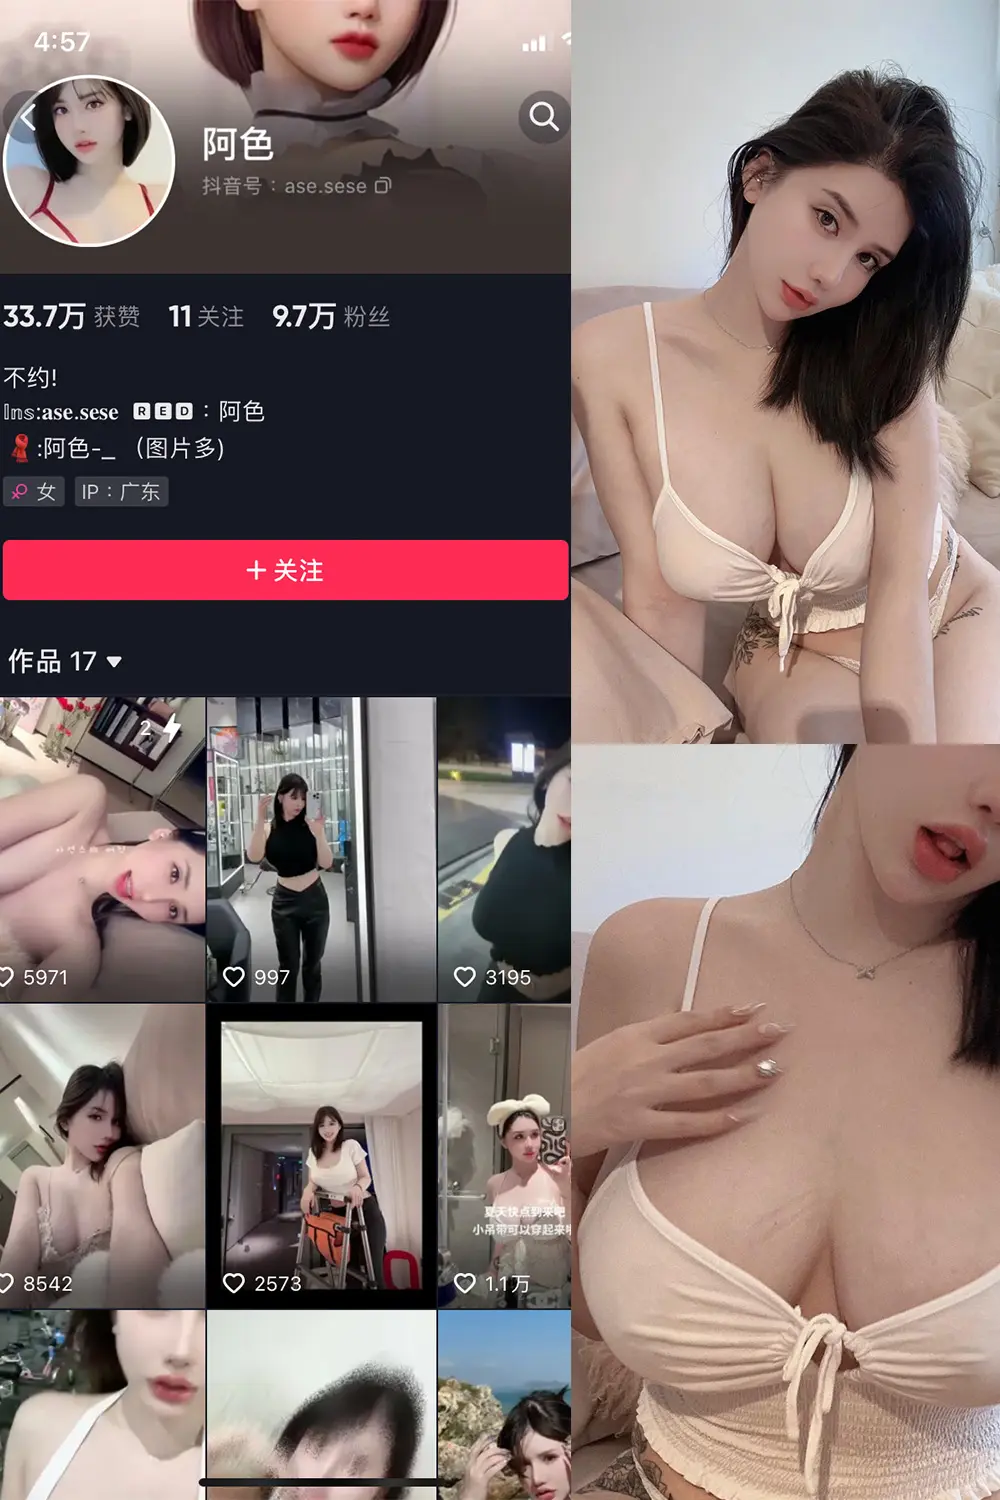 4:57
阿色
抖音号：ase.sese
33.7万 获赞 11 关注 9.7万 粉丝
不约!
Ins:ase.sese RED：阿色
:阿色-_ （图片多)
女 IP：广东
+ 关注
作品 17
2
5971
997
3195
夏天快点到来吧
小吊带可以穿起来
8542
2573
1.1万